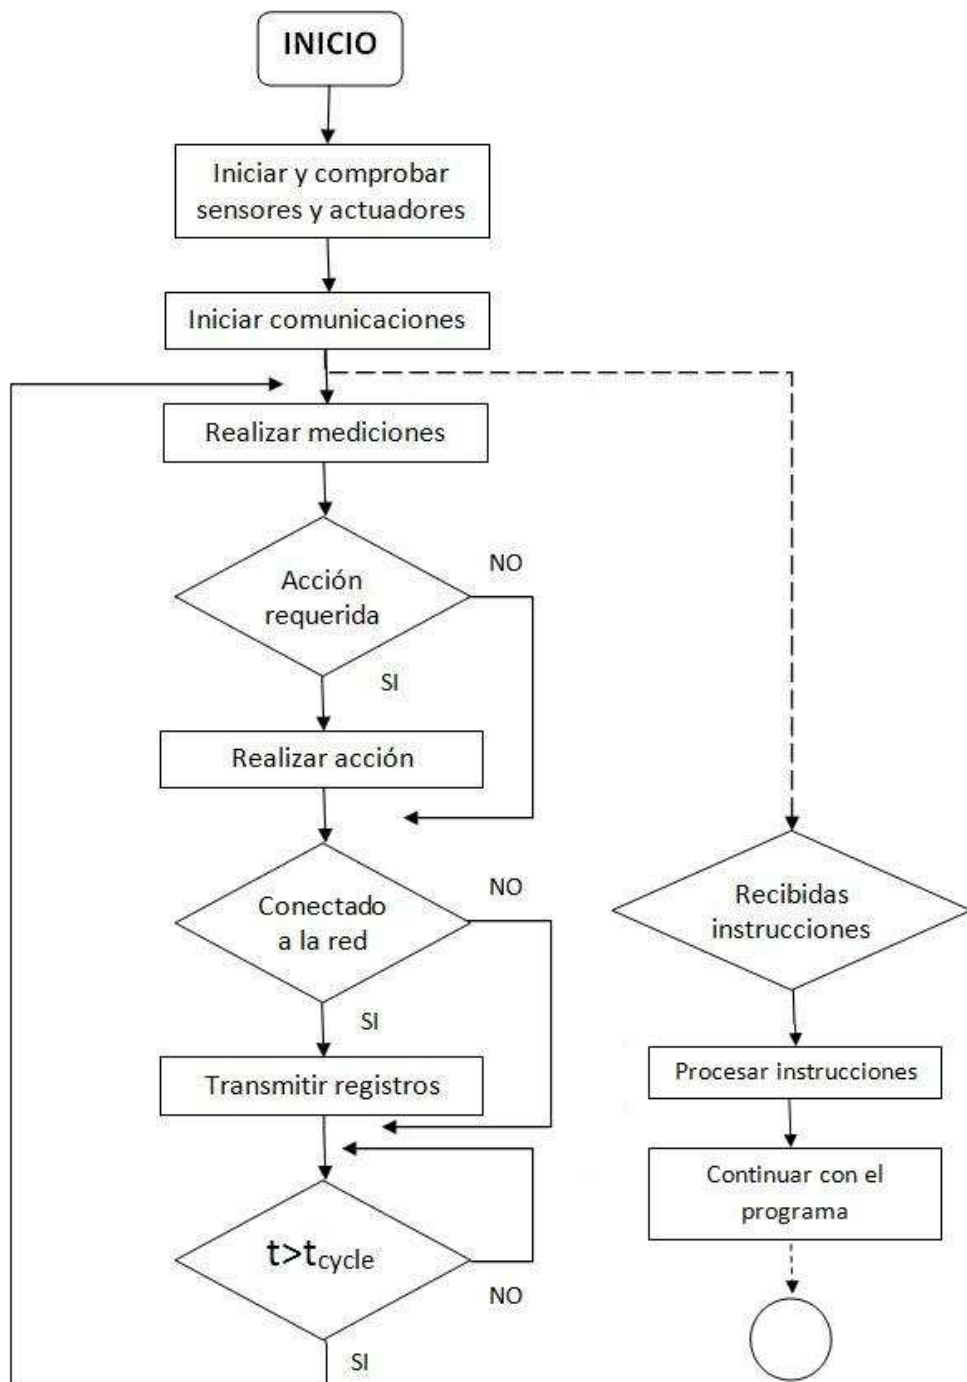 INICIO
Iniciar y comprobar
sensores y actuadores
Iniciar comunicaciones
Realizar mediciones
Acción
requerida
NO
SI
Realizar acción
Conectado
a la red
NO
SI
Transmitir registros
t>tcycle
NO
SI
Recibidas
instrucciones
Procesar instrucciones
Continuar con el
programa